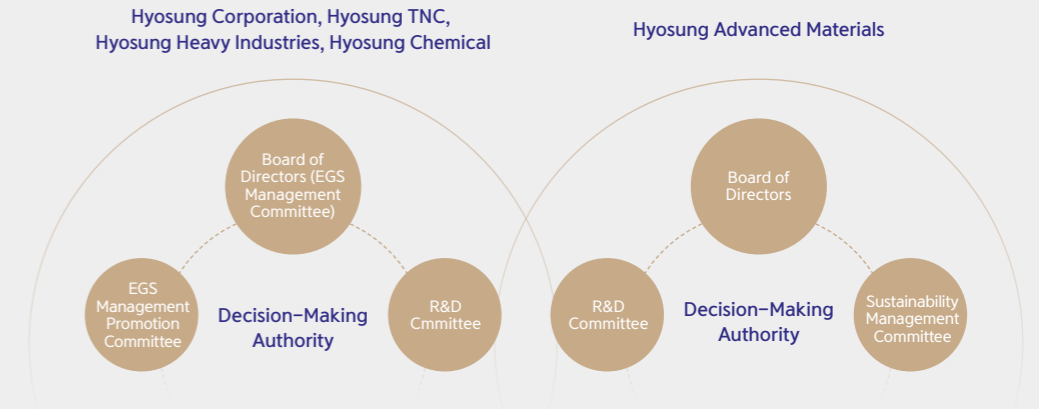 Hyosung Corporation, Hyosung TNC,
Hyosung Heavy Industries, Hyosung Chemical
Board of
Directors (EGS
Management
Committee)
EGS
Management
Promotion
Committee
Decision-Making
Authority
R&D
Cmmittee
Hyosung Advanced Materials
Board of
Directors
R&D
Committee
Decision-Making
Authority
Sustainability
Management
Committee